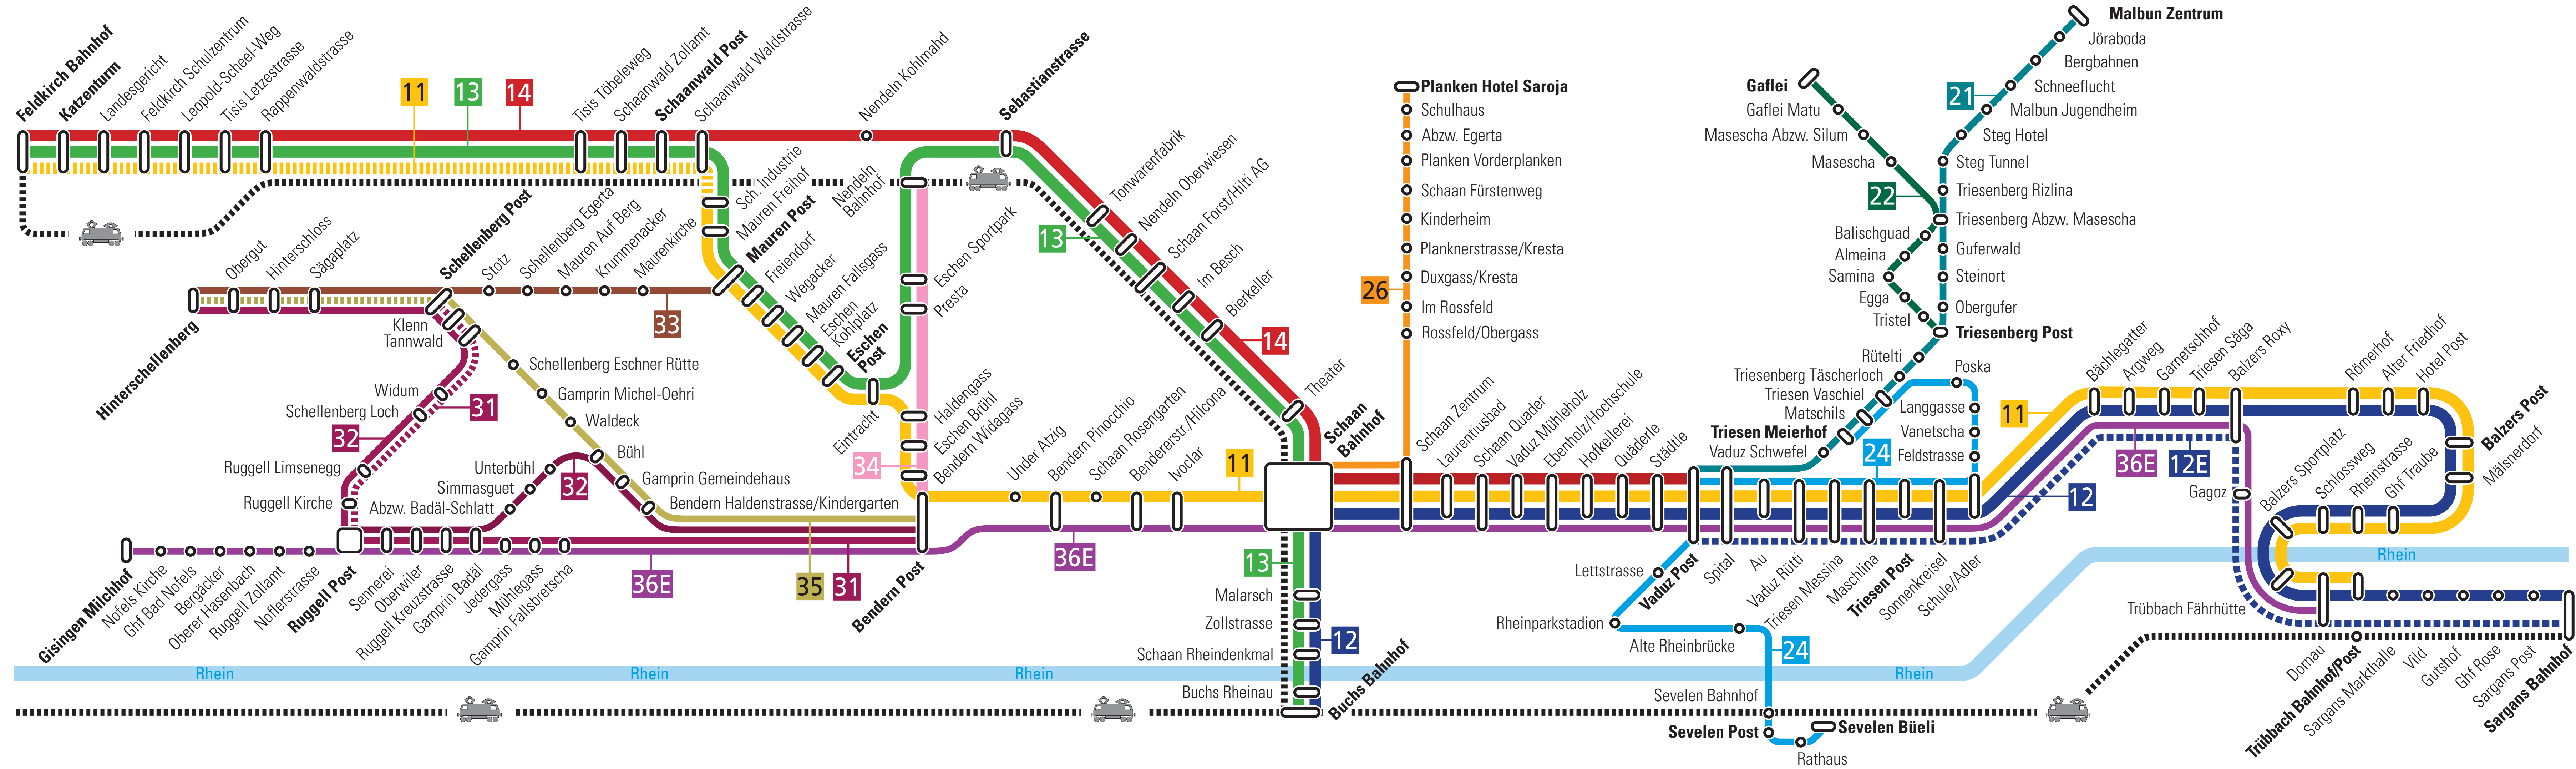 Feldkirch Bahnhof
Katzenturm
Landesgericht
Feldkirch Schulzentrum
Leopold-Scheel-Weg
Tisis Letzestrasse
Rappenwaldstrasse
11
13
14
Tisis Töbeleweg
Schaanwald Zollamt
Schaanwald Post
Schaanwald Waldstrasse
Nendeln Kohlmahd
Sebastianstrasse
Sch. Industrie
Mauren Freihof
Mauren Post
Freiendorf
Wegacker
Mauren Fallsgass
Eschen
Kohlplatz
Eschen
Post
Nendeln
Bahnhof
Eschen Sportpark
Presta
Haldengass
Eschen Brühl
Bendern Widagass
Eintracht
34
Tonwarenfabrik
Nendeln Oberwiesen
Schaan Forst/Hilti AG
Im Besch
Bierkeller
Theater
13
14
Schaan
Bahnhof
Hinterschellenberg
Obergut
Hinterschloss
Sägaplatz
Schellenberg Post
Stotz
Schellenberg Egerta
Mauren Auf Berg
Krummenacker
Maurenkirche
33
Klenn
Tannwald
Widum
Schellenberg Loch
31
32
Ruggell Limsenegg
Ruggell Kirche
Schellenberg Eschner Rütte
Gamprin Michel-Oehri
Waldeck
Bühl
Gamprin Gemeindehaus
Bendern Haldenstrasse/Kindergarten
Unterbühl
Simmasguet
Abzw. Badäl-Schlatt
32
Gisingen Milchhof
Nofels Kirche
Ghf Bad Nofels
Bergäcker
Oberer Hasenbach
Ruggell Zollamt
Noflerstrasse
Ruggell Post
Sennerei
Oberwiler
Ruggell Kreuzstrasse
Gamprin Badäl
Jedergass
Mühlegass
Gamprin Fallsbretscha
36E
35
31
Bendern Post
Under Atzig
Bendern Pinocchio
Schaan Rosengarten
Bendererstr./Hilcona
Ivoclar
11
36E
13
Malarsch
Zollstrasse
Schaan Rheindenkmal
Buchs Rheinau
12
Buchs Bahnhof
Planken Hotel Saroja
Schulhaus
Abzw. Egerta
Planken Vorderplanken
Schaan Fürstenweg
Kinderheim
Planknerstrasse/Kresta
Duxgass/Kresta
Im Rossfeld
Rossfeld/Obergass
26
Schaan Zentrum
Laurentiusbad
Schaan Quader
Vaduz Mühleholz
Ebenholz/Hochschule
Hofkellerei
Quäderle
Städtle
Vaduz Post
Spital
Au
Vaduz Rütti
Triesen Messina
Maschlina
Triesen Post
Sonnenkreisel
Schule/Adler
Lettstrasse
Rheinparkstadion
Alte Rheinbrücke
24
Sevelen Bahnhof
Sevelen Post
Rathaus
Sevelen Büeli
Gaflei
Gaflei Matu
Masescha Abzw. Silum
Masescha
22
Balischguad
Almeina
Samina
Egga
Tristel
Malbun Zentrum
Jöraboda
Bergbahnen
Schneeflucht
Malbun Jugendheim
21
Steg Hotel
Steg Tunnel
Triesenberg Rizlina
Triesenberg Abzw. Masescha
Guferwald
Steinort
Obergufer
Triesenberg Post
Rütelti
Triesenberg Täscherloch
Triesen Vaschiel
Matschils
Triesen Meierhof
Vaduz Schwefel
Poska
Langgasse
Vanetscha
Feldstrasse
24
11
12
36E
12E
Bächlegatter
Argweg
Garnetschhof
Triesen Säga
Balzers Roxy
Römerhof
Alter Friedhof
Hotel Post
Balzers Post
Mälsnerdorf
Balzers Sportplatz
Schlossweg
Rheinstrasse
Ghf Traube
Gagoz
Trübbach Fährhütte
Dornau
Trübbach Bahnhof/Post
Sargans Markthalle
Vild
Gutshof
Ghf Rose
Sargans Post
Sargans Bahnhof
Rhein
Rhein
Rhein
Rhein
Rhein